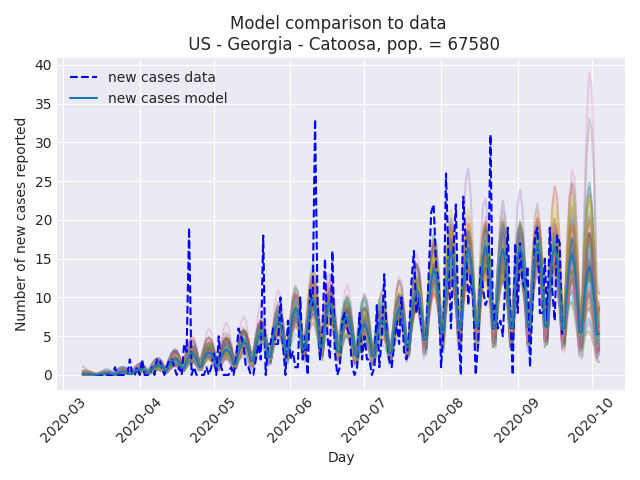 Model comparison to data
US - Georgia - Catoosa, pop. = 67580
new cases data
new cases model
Number of new cases reported
40
35
30
25
20
15
10
5
0
2020-03
2020-04
2020-05
2020-06
2020-07
2020-08
2020-09
2020-10
Day